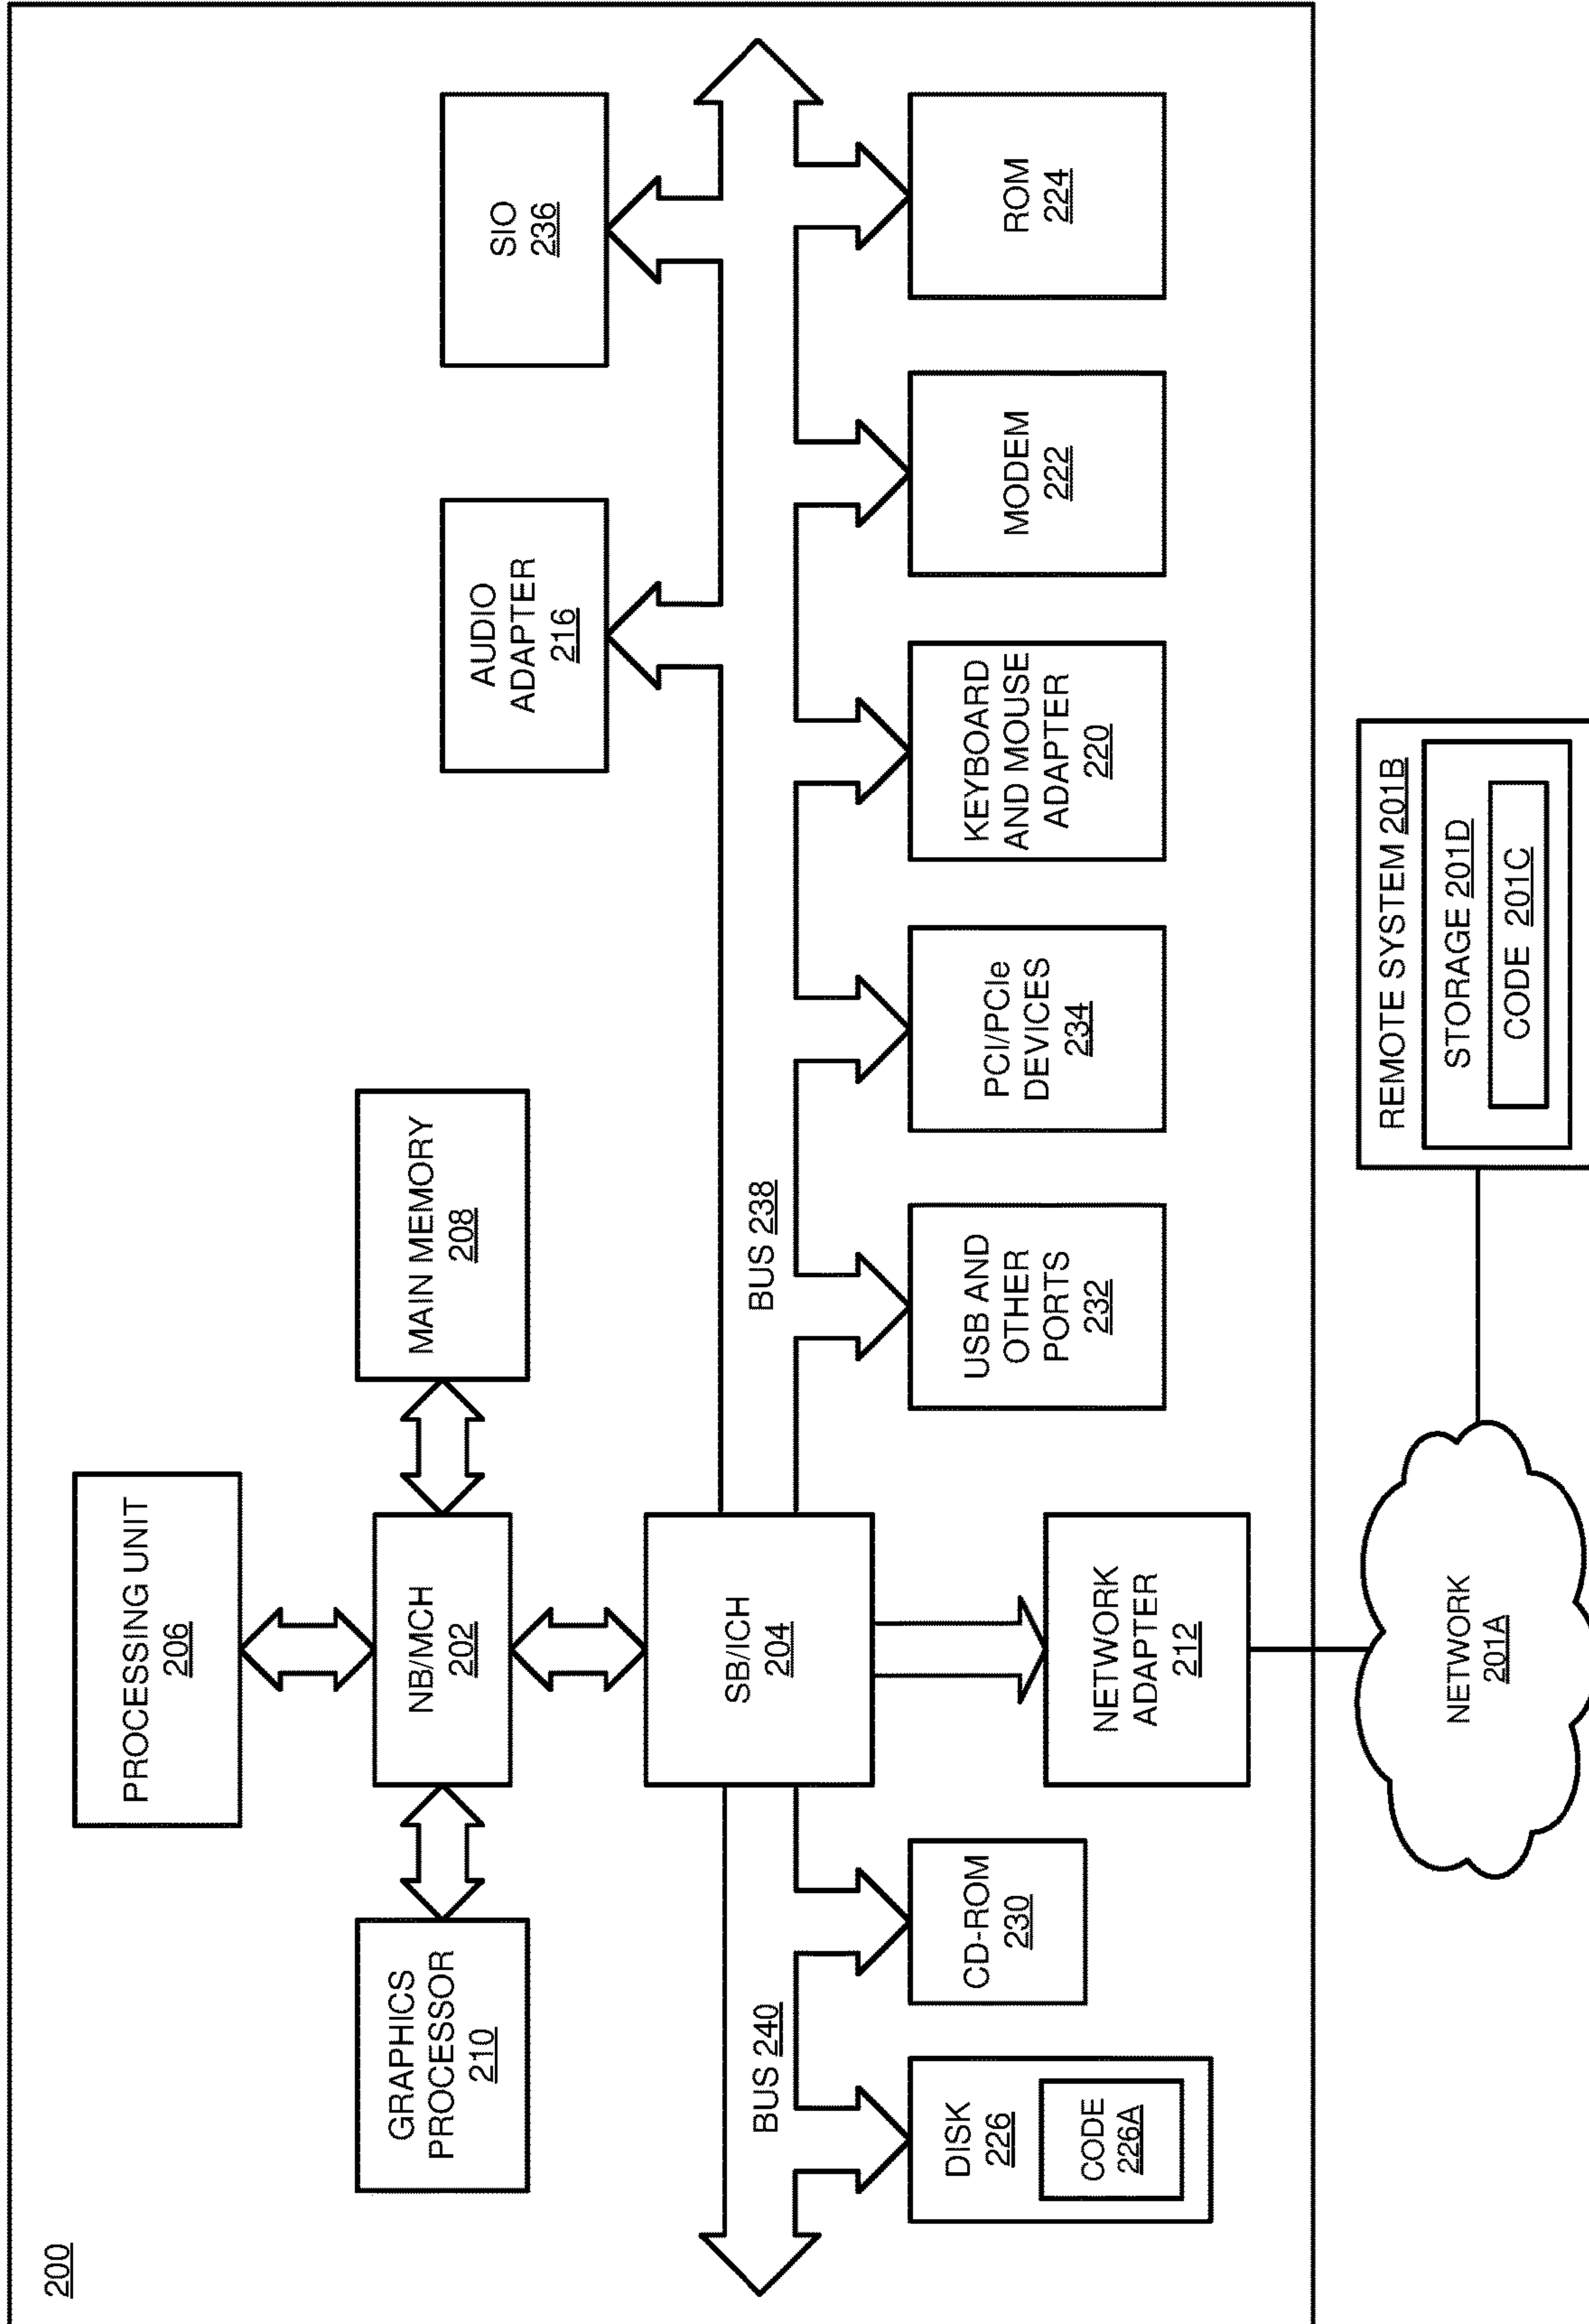 200
PROCESSING UNIT
206
GRAPHICS
PROCESSOR
210
NB/MCH
202
MAIN MEMORY
208
AUDIO
ADAPTER
216
SIO
236
SB/ICH
204
BUS 240
BUS 238
DISK
226
CODE
226A
CD-ROM
230
NETWORK
ADAPTER
212
USB AND
OTHER
PORTS
232
PCI/PCIe
DEVICES
234
KEYBOARD
AND MOUSE
ADAPTER
220
MODEM
222
ROM
224
NETWORK
201A
REMOTE SYSTEM 201B
STORAGE 201D
CODE 201C